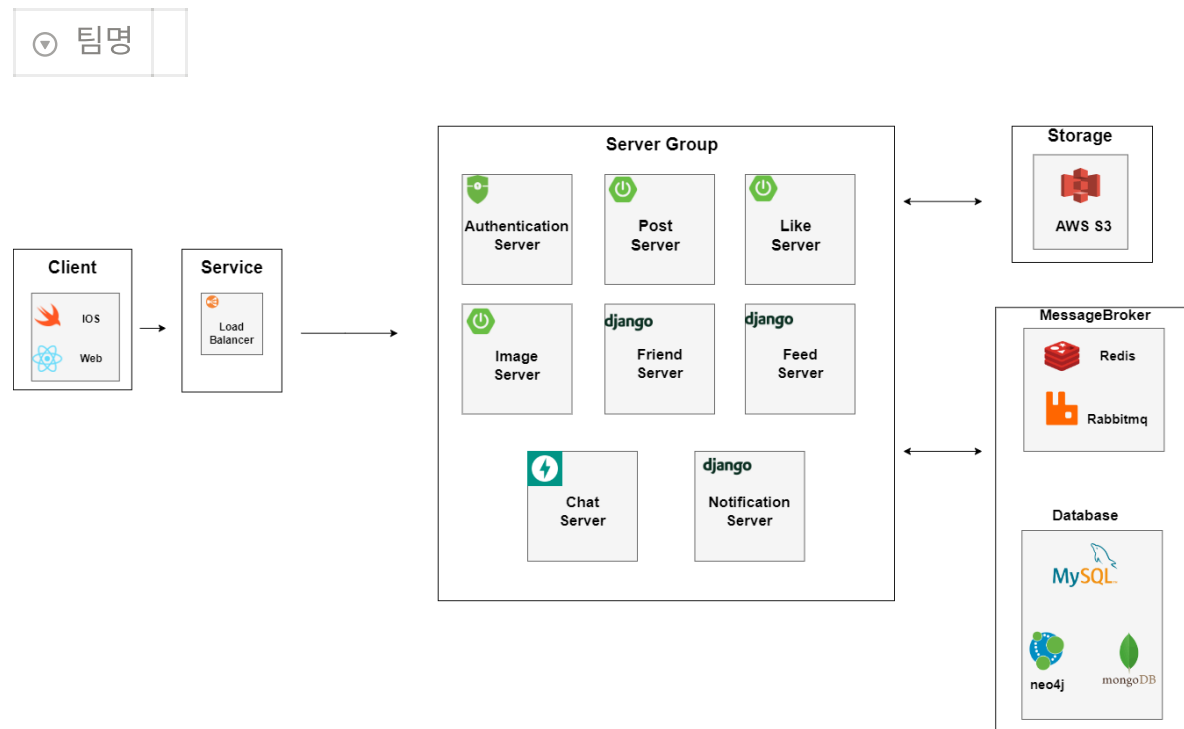 팀명
Server Group
Authentication
Server
Post
Server
Like
Server
Image
Server
django
Friend
Server
django
Feed
Server
Chat
Server
django
Notification
Server
Client
IOS
Web
Service
Load
Balancer
Storage
AWS S3
MessageBroker
Redis
Rabbitmq
Database
MySQL
neo4j
mongoDB